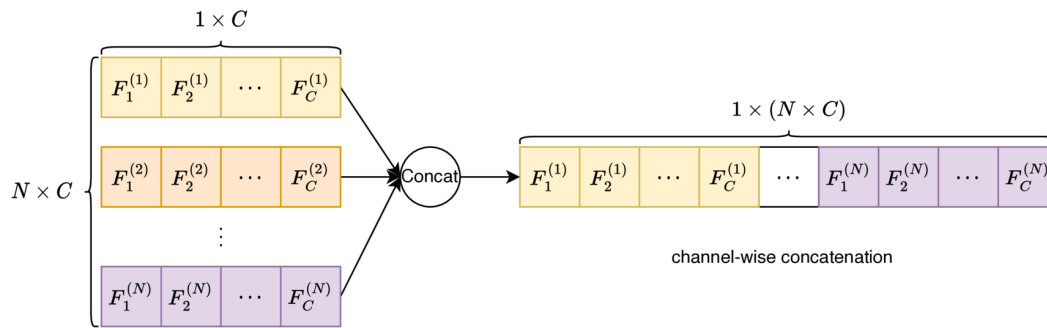 1 × C
F_1^{(1)} F_2^{(1)} ⋯ F_C^{(1)}
N × C
F_1^{(2)} F_2^{(2)} ⋯ F_C^{(2)}
⋮
F_1^{(N)} F_2^{(N)} ⋯ F_C^{(N)}
Concat
1 × (N × C)
F_1^{(1)} F_2^{(1)} ⋯ F_C^{(1)} ⋯ F_1^{(N)} F_2^{(N)} ⋯ F_C^{(N)}
channel-wise concatenation